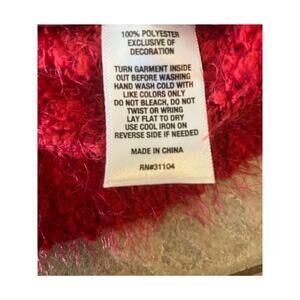 100% POLYESTER
EXCLUSIVE OF
DECORATION
TURN GARMENT INSIDE
OUT BEFORE WASHING
HAND WASH COLD WITH
LIKE COLORS ONLY
DO NOT BLEACH, DO NOT
TWIST OR WRING
LAY FLAT TO DRY
USE COOL IRON ON
REVERSE SIDE IF NEEDED
MADE IN CHINA
RN#31104